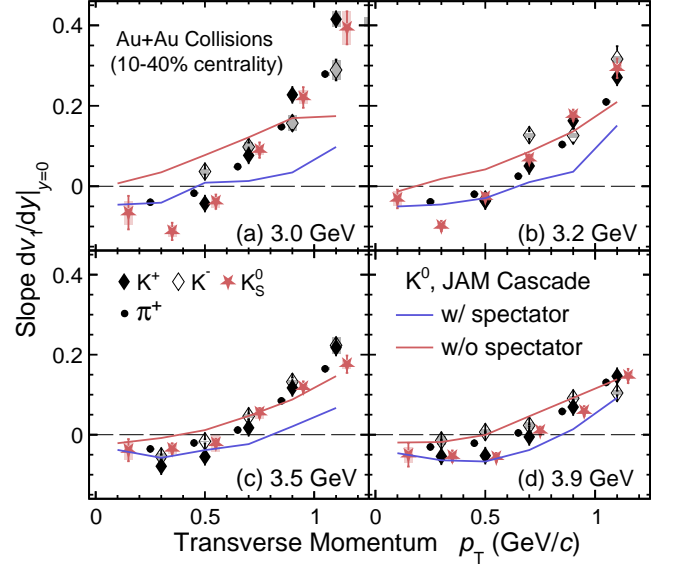 Slope dv₁/dy|y=0
0.4
0.2
0
0.4
0.2
0
Au+Au Collisions
(10-40% centrality)
(a) 3.0 GeV
(b) 3.2 GeV
K⁺ K⁻ K⁰S
π⁺
(c) 3.5 GeV
K⁰, JAM Cascade
w/ spectator
w/o spectator
(d) 3.9 GeV
0 0.5 1 0 0.5 1
Transverse Momentum pT (GeV/c)